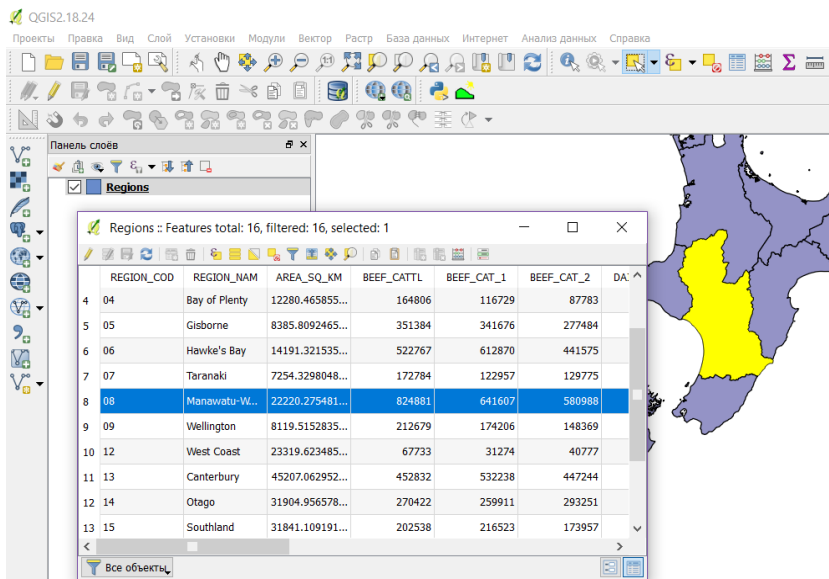 QGIS2.18.24
Проекты Правка Вид Слой Установки Модули Вектор Растр База данных Интернет Анализ данных Справка
Панель слоёв
Regions
Regions :: Features total: 16, filtered: 16, selected: 1
REGION_COD REGION_NAM AREA_SQ_KM BEEF_CATTL BEEF_CAT_1 BEEF_CAT_2 DAI
4 04 Bay of Plenty 12280.465855... 164806 116729 87783
5 05 Gisborne 8385.8092465... 351384 341676 277484
6 06 Hawke's Bay 14191.321535... 522767 612870 441575
7 07 Taranaki 7254.3298048... 172784 122957 129775
8 08 Manawatu-W... 22220.275481... 824881 641607 580988
9 09 Wellington 8119.5152835... 212679 174206 148369
10 12 West Coast 23319.623485... 67733 31274 40777
11 13 Canterbury 45207.062952... 452832 532238 447244
12 14 Otago 31904.956578... 270422 259911 293251
13 15 Southland 31841.109191... 202538 216523 173957
Все объекты